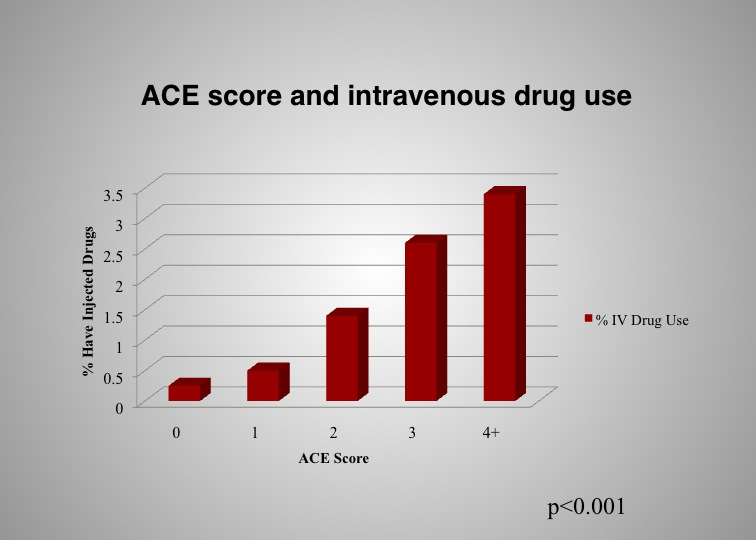 ACE score and intravenous drug use
3.5
3
2.5
2
1.5
1
0.5
0
% Have Injected Drugs
0 1 2 3 4+
ACE Score
% IV Drug Use
p<0.001